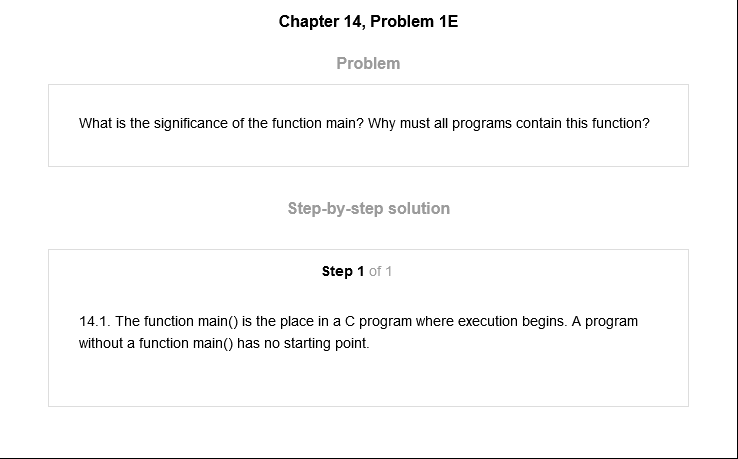 Chapter 14, Problem 1E
Problem
What is the significance of the function main? Why must all programs contain this function?
Step-by-step solution
Step 1 of 1
14.1. The function main() is the place in a C program where execution begins. A program
without a function main() has no starting point.